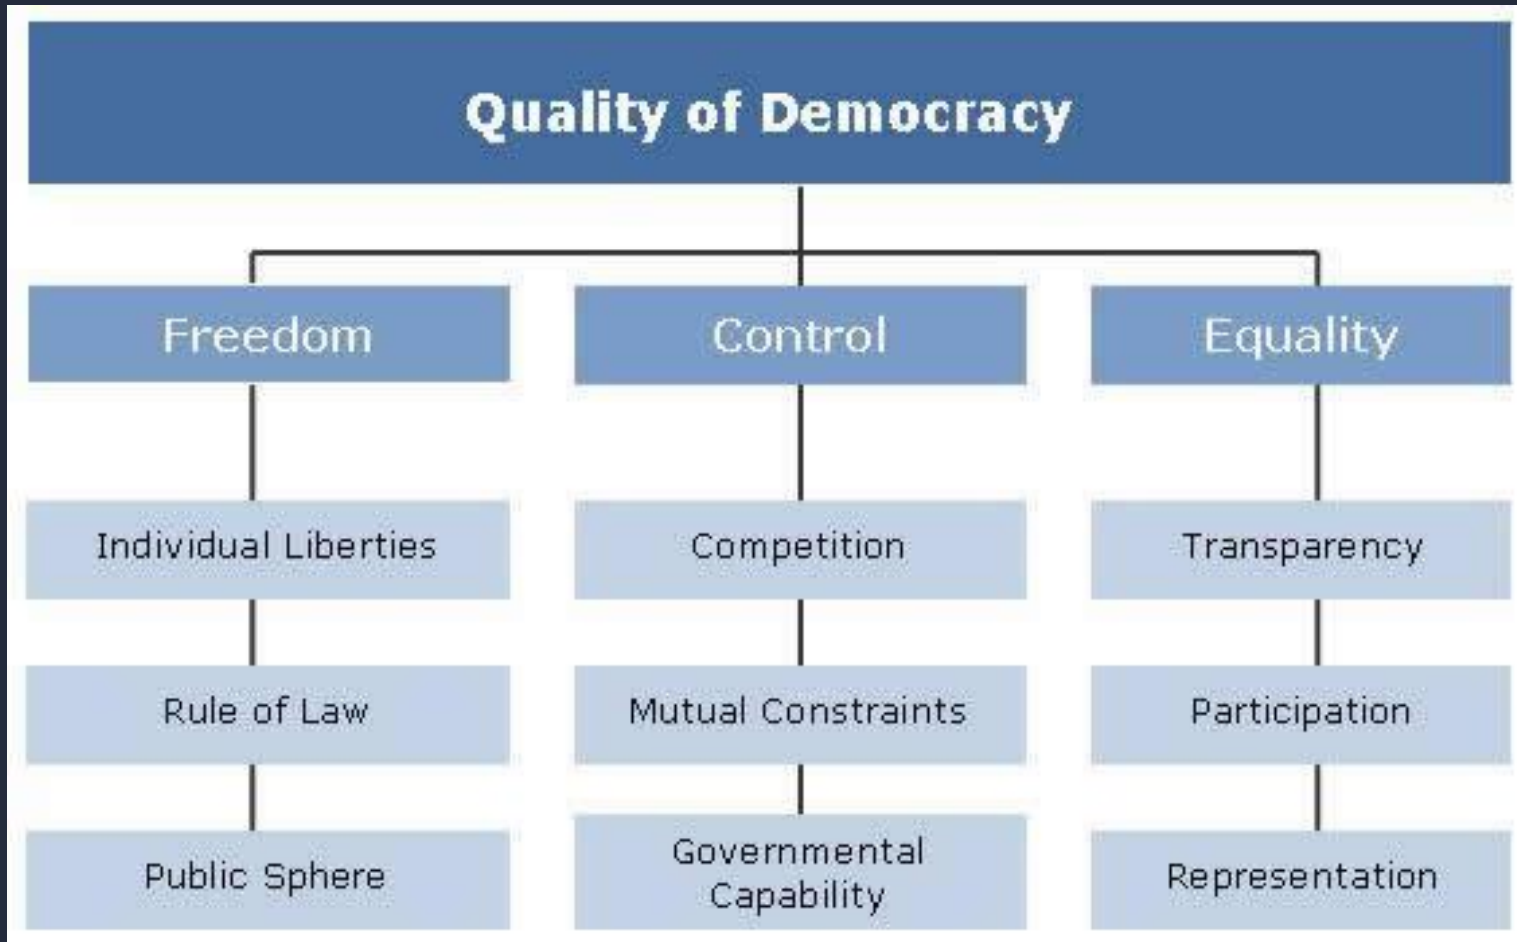 Quality of Democracy
Freedom
Control
Equality
Individual Liberties
Competition
Transparency
Rule of Law
Mutual Constraints
Participation
Public Sphere
Governmental
Capability
Representation